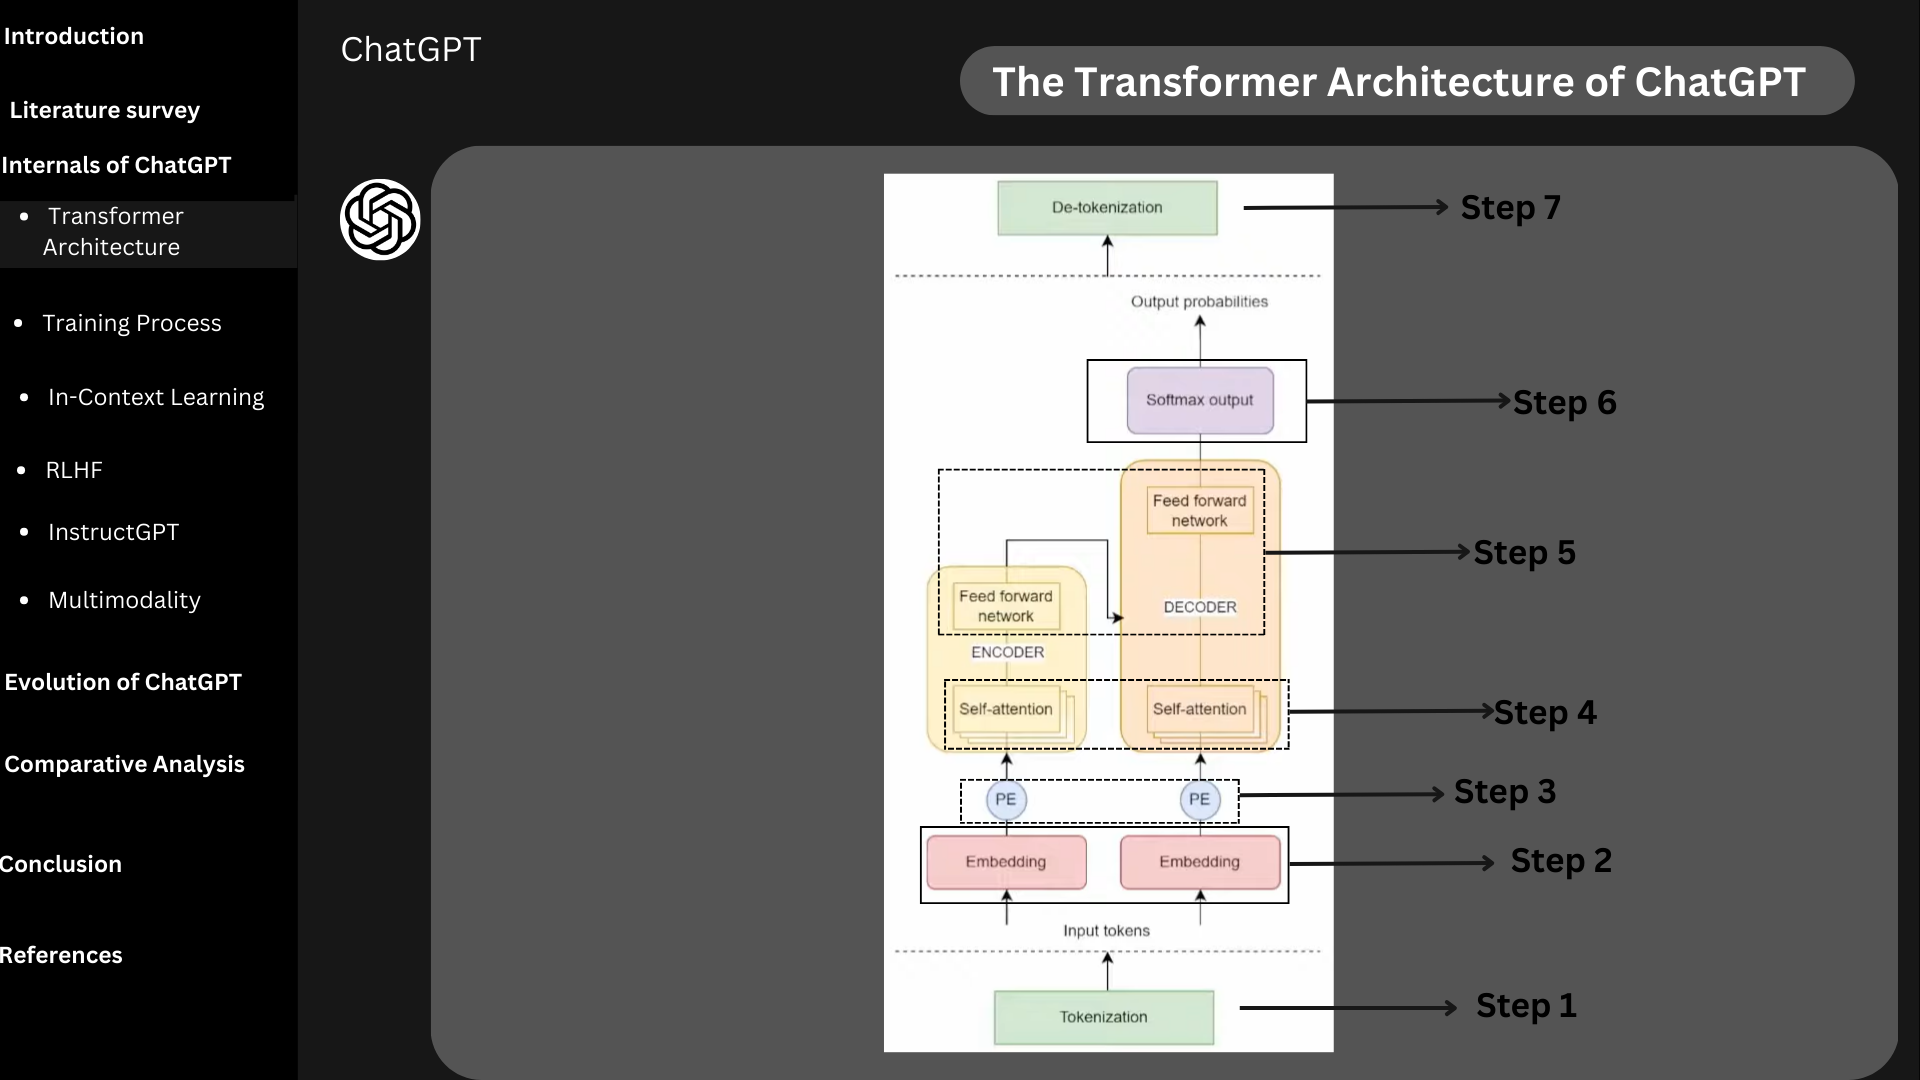 Introduction
Literature survey
Internals of ChatGPT
Transformer
Architecture
Training Process
In-Context Learning
RLHF
InstructGPT
Multimodality
Evolution of ChatGPT
Comparative Analysis
Conclusion
References
ChatGPT
The Transformer Architecture of ChatGPT
De-tokenization
Step 7
Output probabilities
Softmax output
Step 6
Feed forward
network
Step 5
Feed forward
network
DECODER
ENCODER
Self-attention
Self-attention
Step 4
PE
PE
Step 3
Embedding
Embedding
Step 2
Input tokens
Tokenization
Step 1